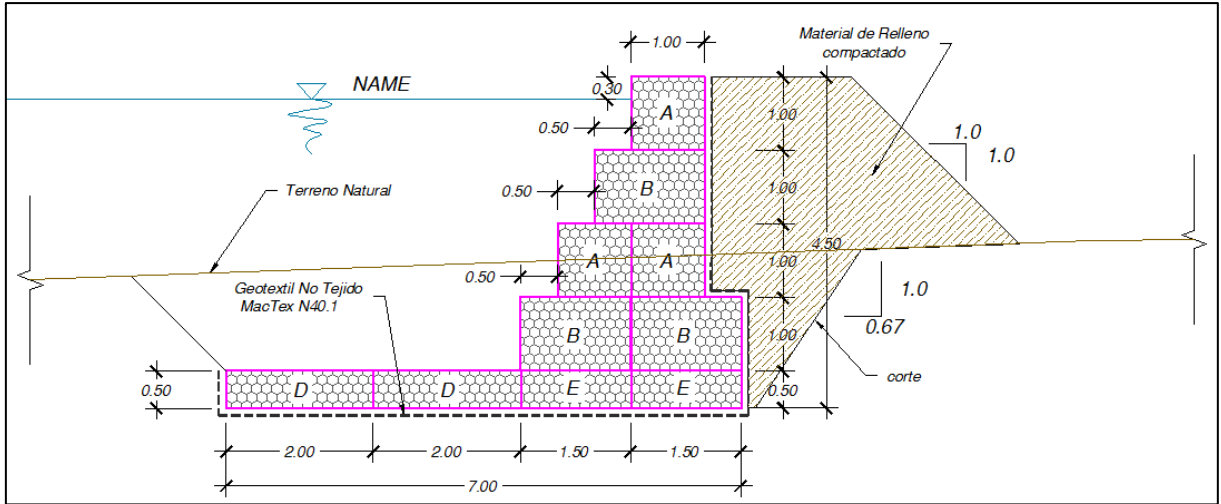 1.00
Material de Relleno
compactado
NAME
0.30
A
1.00
0.50
1.0
1.0
B
1.00
0.50
Terreno Natural
4.50
A
A
1.00
0.50
Geotextil No Tejido
MacTex N40.1
1.0
0.67
B
B
1.00
corte
0.50
D
D
E
E
0.50
2.00
2.00
1.50
1.50
7.00